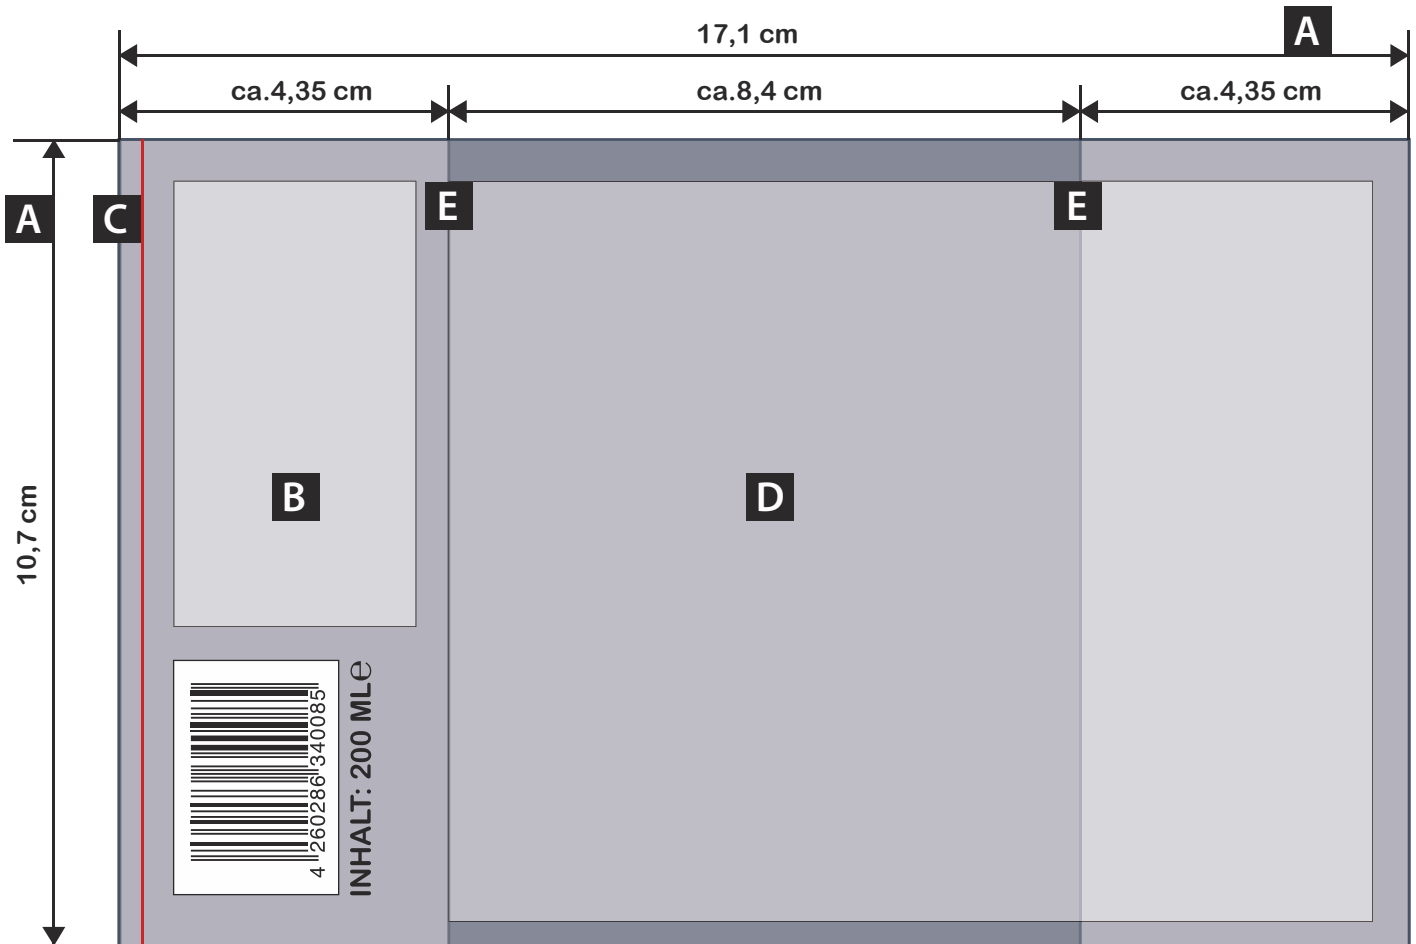 17,1 cm
A
ca.4,35 cm
ca.8,4 cm
ca.4,35 cm
A
C
E
E
B
D
10,7 cm
4 260286 340085
INHALT: 200 ML℮